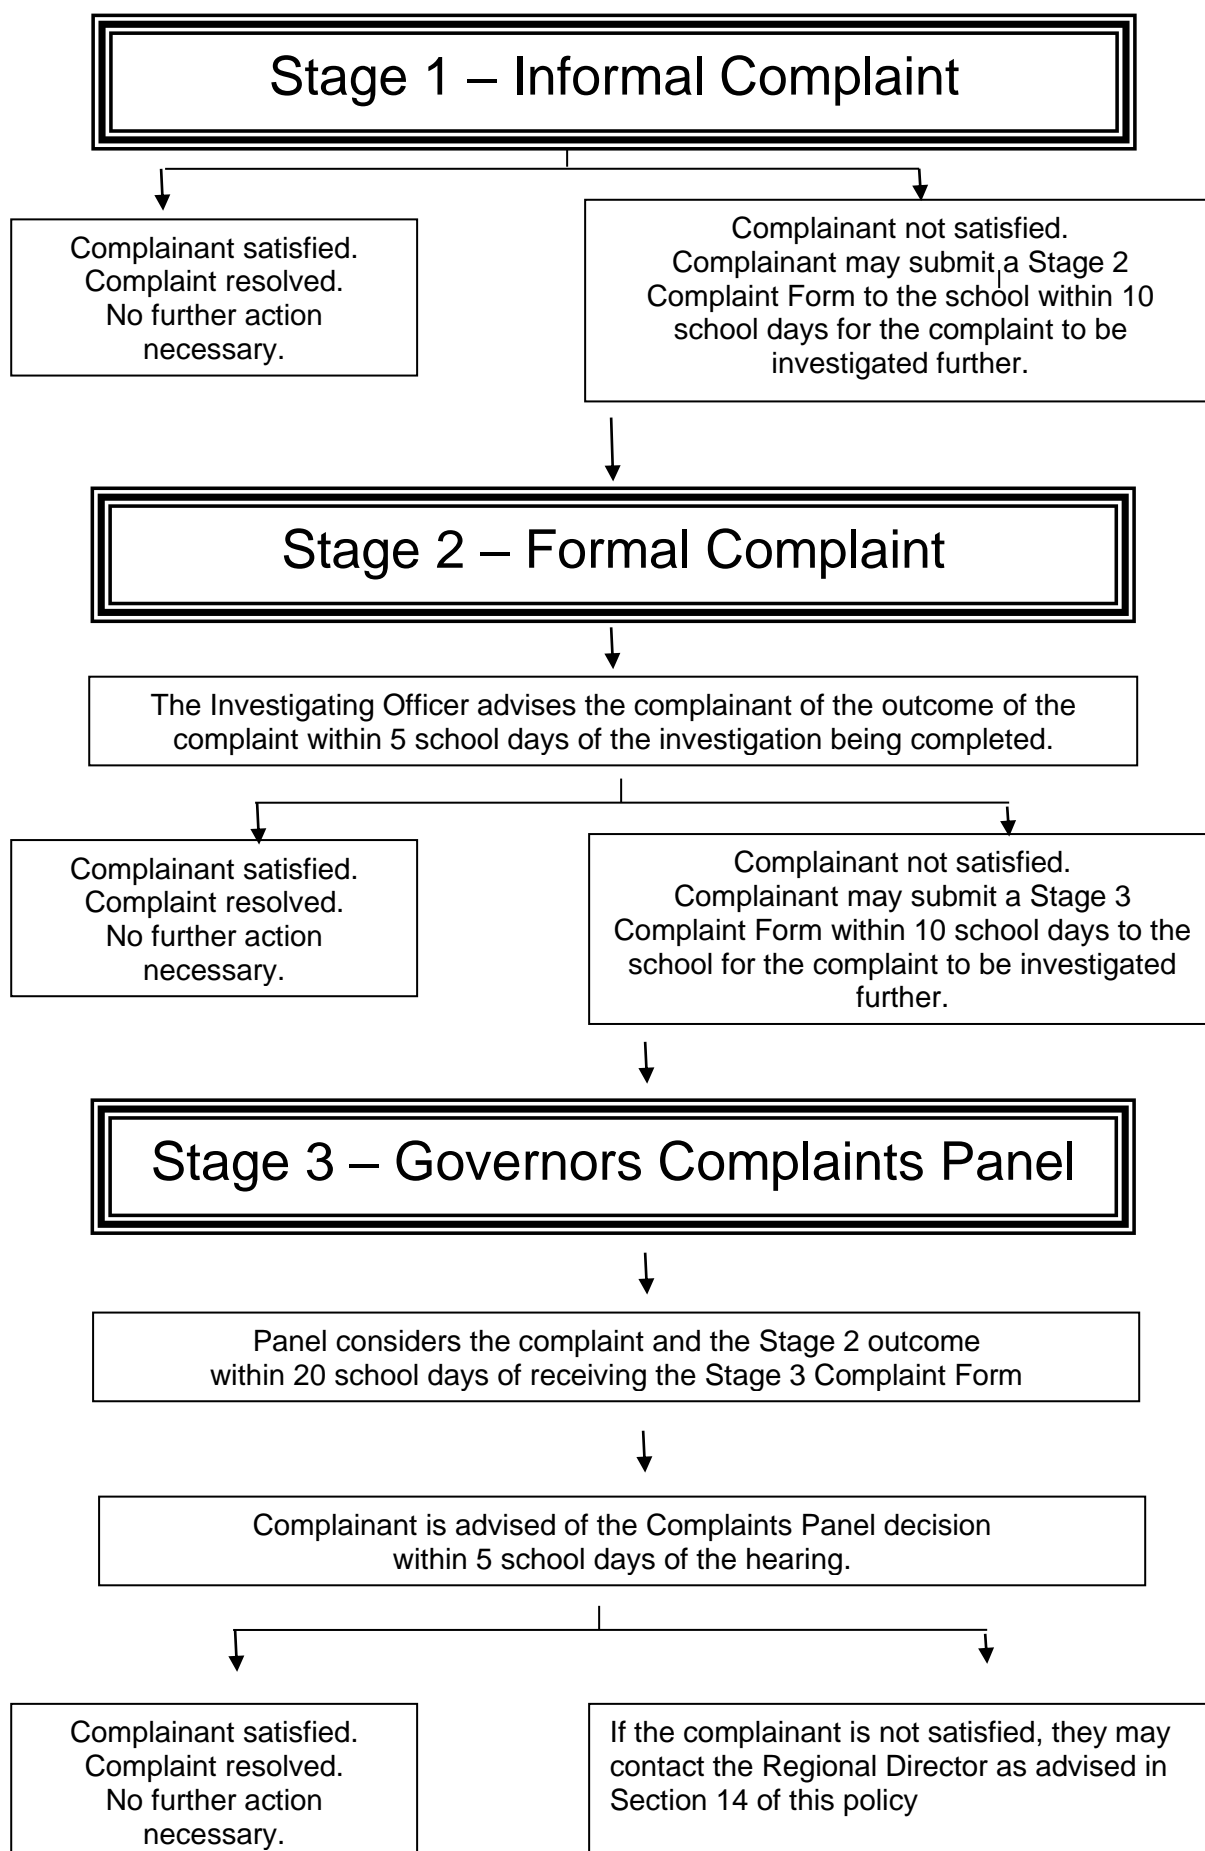 Stage 1 – Informal Complaint
Complainant satisfied.
Complaint resolved.
No further action
necessary.
Complainant not satisfied.
Complainant may submit a Stage 2
Complaint Form to the school within 10
school days for the complaint to be
investigated further.
Stage 2 – Formal Complaint
The Investigating Officer advises the complainant of the outcome of the
complaint within 5 school days of the investigation being completed.
Complainant satisfied.
Complaint resolved.
No further action
necessary.
Complainant not satisfied.
Complainant may submit a Stage 3
Complaint Form within 10 school days to the
school for the complaint to be investigated
further.
Stage 3 – Governors Complaints Panel
Panel considers the complaint and the Stage 2 outcome
within 20 school days of receiving the Stage 3 Complaint Form
Complainant is advised of the Complaints Panel decision
within 5 school days of the hearing.
Complainant satisfied.
Complaint resolved.
No further action
necessary.
If the complainant is not satisfied, they may
contact the Regional Director as advised in
Section 14 of this policy